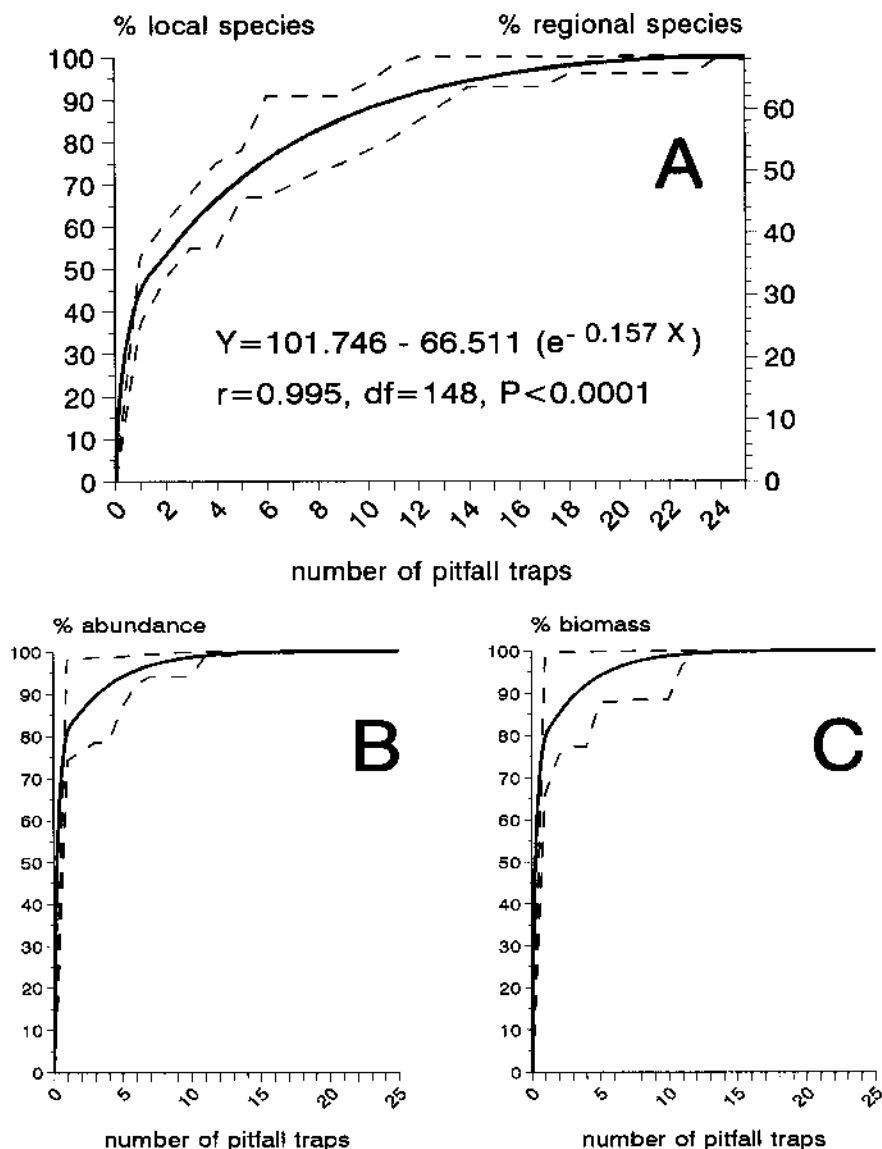 % local species % regional species
100
90
80
70
60
50
40
30
20
10
0
60
50
40
30
20
10
0
A
Y=101.746 - 66.511 (e^- 0.157 X)
r=0.995, df=148, P<0.0001
0 2 4 6 8 10 12 14 16 18 20 22 24
number of pitfall traps
% abundance
100
90
80
70
60
50
40
30
20
10
0
B
0 5 10 15 20 25
number of pitfall traps
% biomass
100
90
80
70
60
50
40
30
20
10
0
C
0 5 10 15 20 25
number of pitfall traps